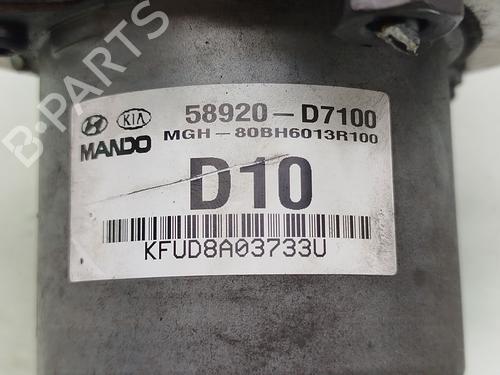 58920-D7100
KIA
MGH-80BH6013R100
MANDO
D10
KFUD8A03733U
B-Parts